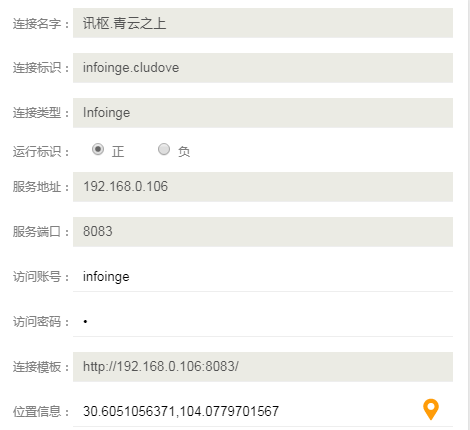 连接名字：讯枢.青云之上
连接标识：infoinge.cludove
连接类型：Infoinge
运行标识：正 负
服务地址：192.168.0.106
服务端口：8083
访问账号：infoinge
访问密码：•
连接模板：http://192.168.0.106:8083/
位置信息：30.6051056371,104.0779701567